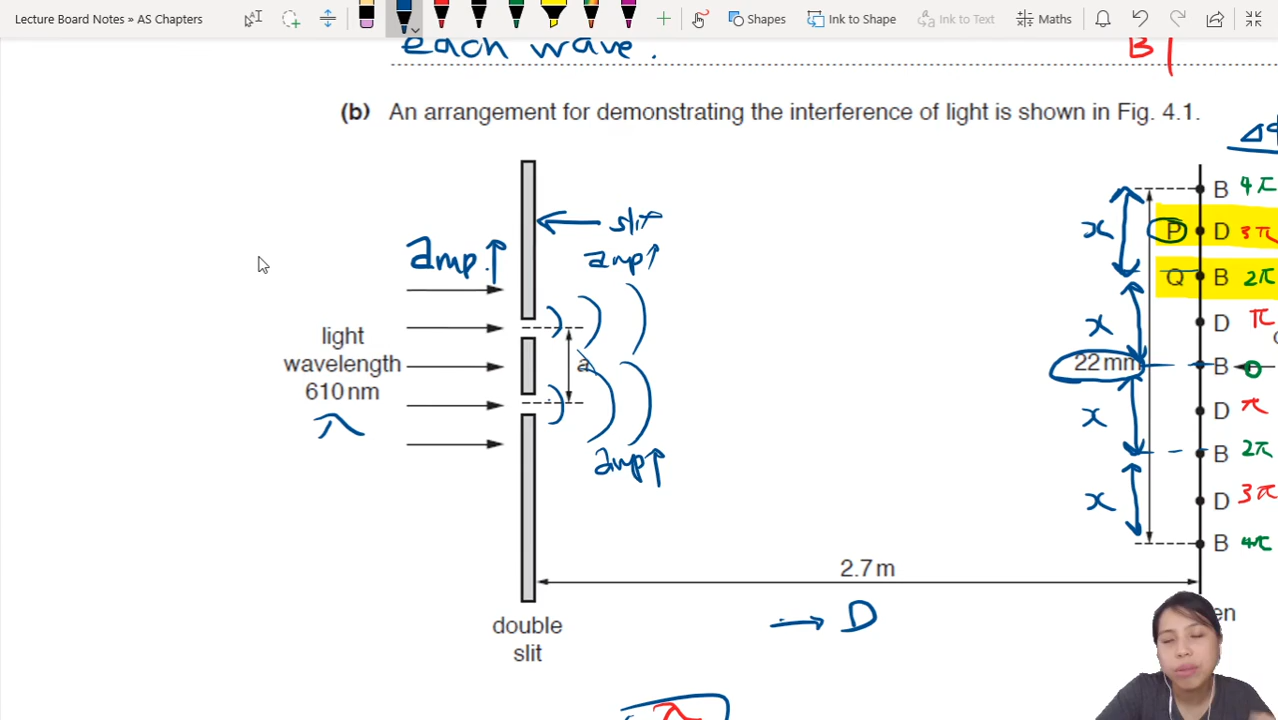 Lecture Board Notes » AS Chapters
Shapes
Ink to Shape
Ink to Text
Maths
each wave.
B1
(b) An arrangement for demonstrating the interference of light is shown in Fig. 4.1.
slit
amp.↑
amp↑
light
wavelength
610 nm
λ
a
amp↑
x
x
x
x
22 mm
B 4π
P D 3π
Q B 2π
D π
B 0
D π
B 2π
D 3π
B 4π
2.7 m
→ D
double
slit
λ